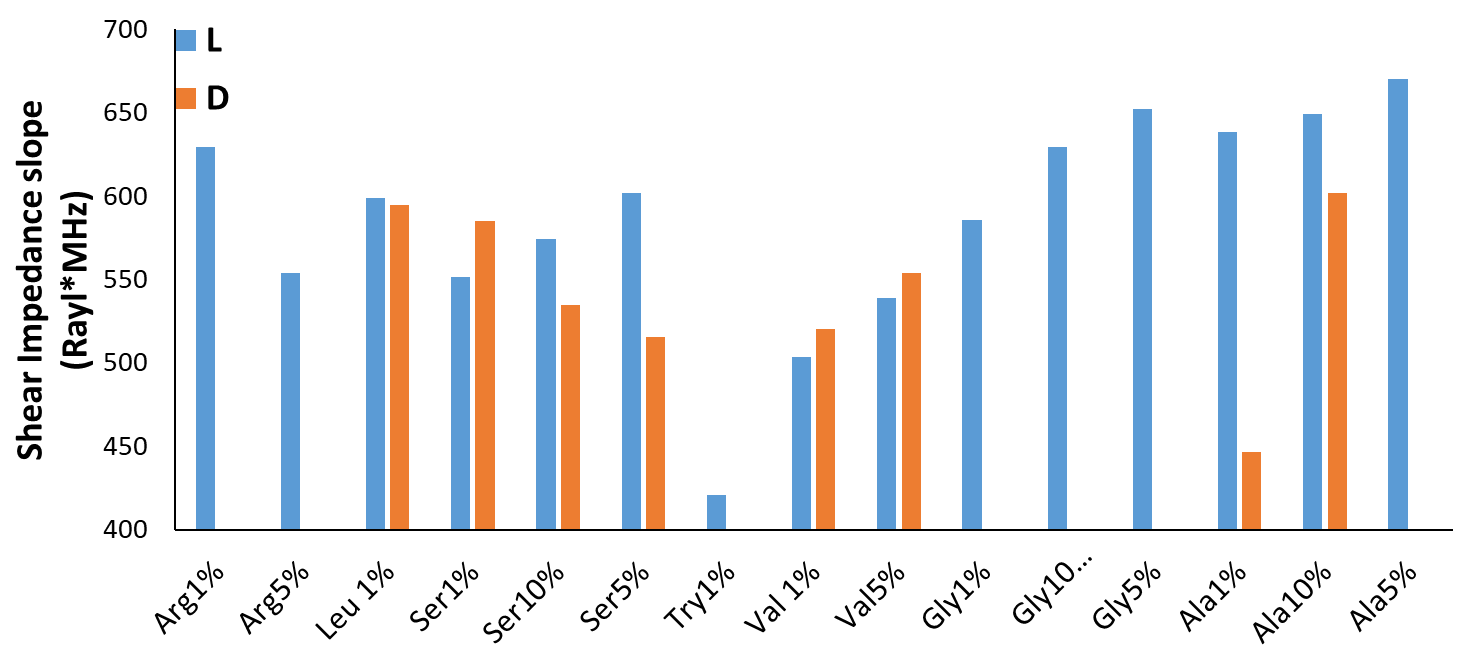 Shear Impedance slope
(Rayl*MHz)
700
650
600
550
500
450
400
L
D
Arg1%
Arg5%
Leu 1%
Ser1%
Ser10%
Ser5%
Try1%
Val 1%
Val5%
Gly1%
Gly10...
Gly5%
Ala1%
Ala10%
Ala5%